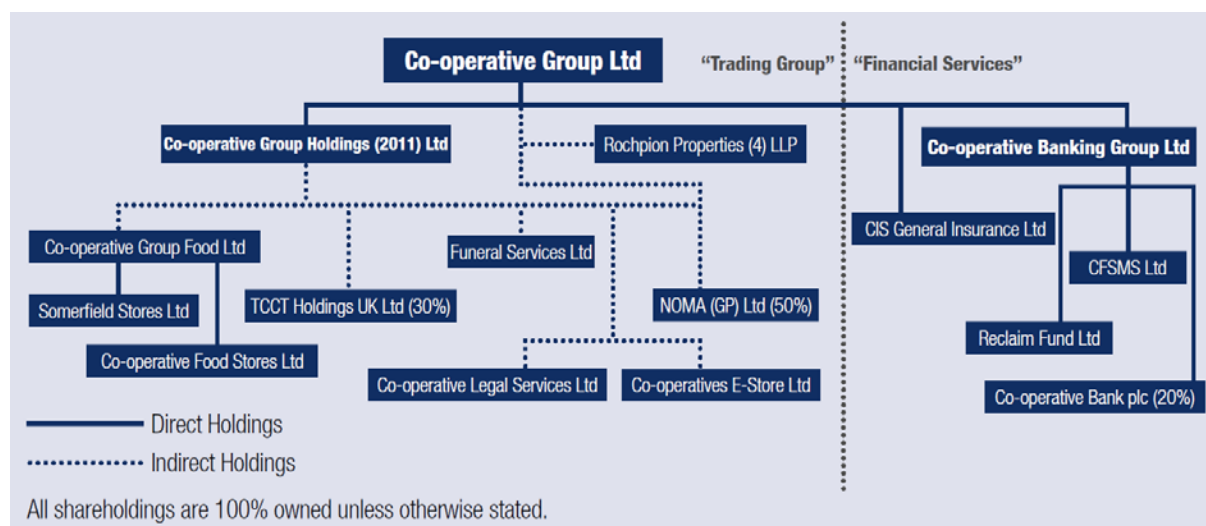 Co-operative Group Ltd
“Trading Group”
“Financial Services”
Co-operative Group Holdings (2011) Ltd
Rochpion Properties (4) LLP
Co-operative Banking Group Ltd
CIS General Insurance Ltd
Co-operative Group Food Ltd
Funeral Services Ltd
CFSMS Ltd
Somerfield Stores Ltd
TCCT Holdings UK Ltd (30%)
NOMA (GP) Ltd (50%)
Reclaim Fund Ltd
Co-operative Food Stores Ltd
Co-operative Legal Services Ltd
Co-operatives E-Store Ltd
Co-operative Bank plc (20%)
Direct Holdings
Indirect Holdings
All shareholdings are 100% owned unless otherwise stated.